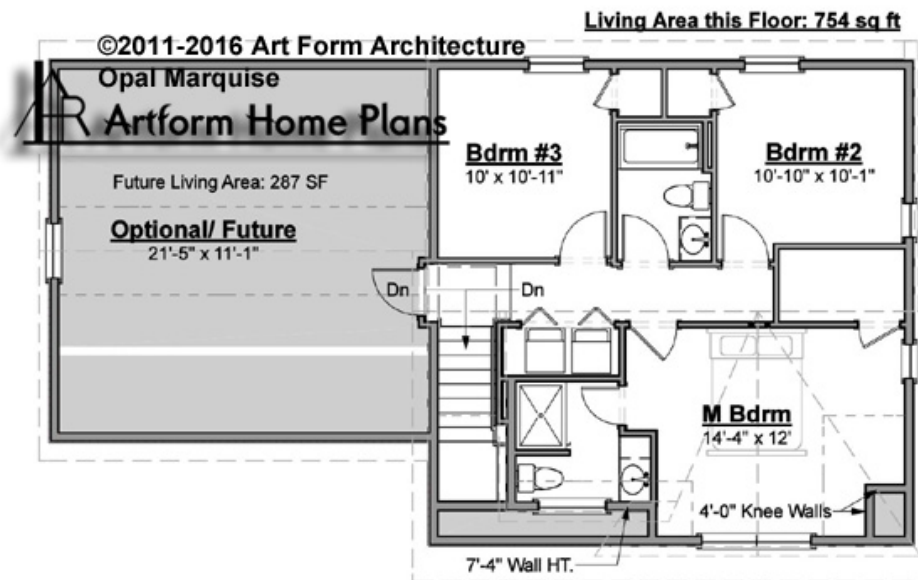 Living Area this Floor: 754 sq ft
©2011-2016 Art Form Architecture
Opal Marquise
Artform Home Plans
Future Living Area: 287 SF
Optional/ Future
21'-5" x 11'-1"
Bdrm #3
10' x 10'-11"
Bdrm #2
10'-10" x 10'-1"
Dn
Dn
M Bdrm
14'-4" x 12'
4'-0" Knee Walls
7'-4" Wall HT.